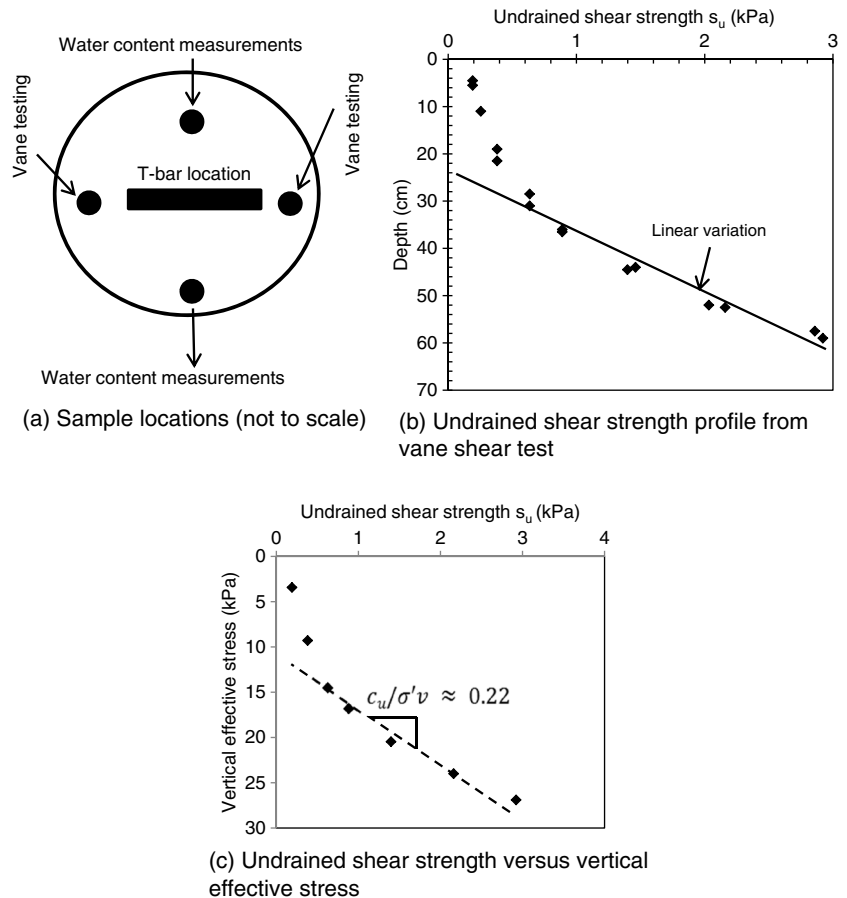 Water content measurements
Vane testing
Vane testing
T-bar location
Water content measurements
(a) Sample locations (not to scale)
Undrained shear strength su (kPa)
0 1 2 3
0
10
20
30
40
50
60
70
Depth (cm)
Linear variation
(b) Undrained shear strength profile from
vane shear test
Undrained shear strength su (kPa)
0 1 2 3 4
0
5
10
15
20
25
30
Vertical effective stress (kPa)
cu/σ′v ≈ 0.22
(c) Undrained shear strength versus vertical
effective stress